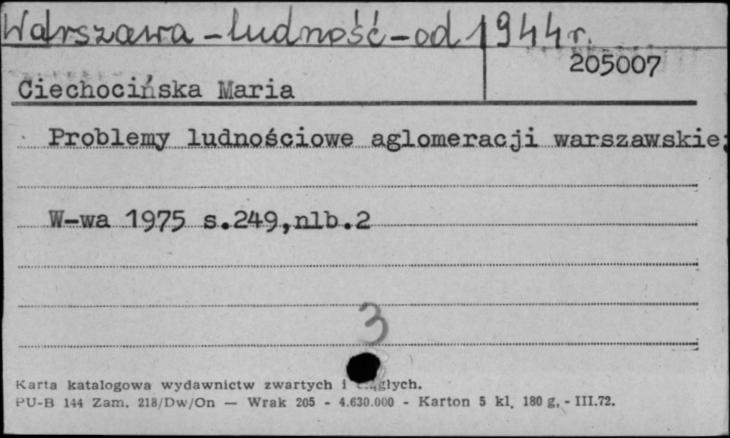 Warszawa - ludność - od 1944 r.
205007
Ciechocińska Maria
Problemy ludnościowe aglomeracji warszawskiej
W-wa 1975 s.249,nlb.2
3
Karta katalogowa wydawnictw zwartych i
PU-B 144 Zam. 218/Dw/On — Wrak 205 - 4.630.000 - Karton 5 kl. 180 g. - III.72.